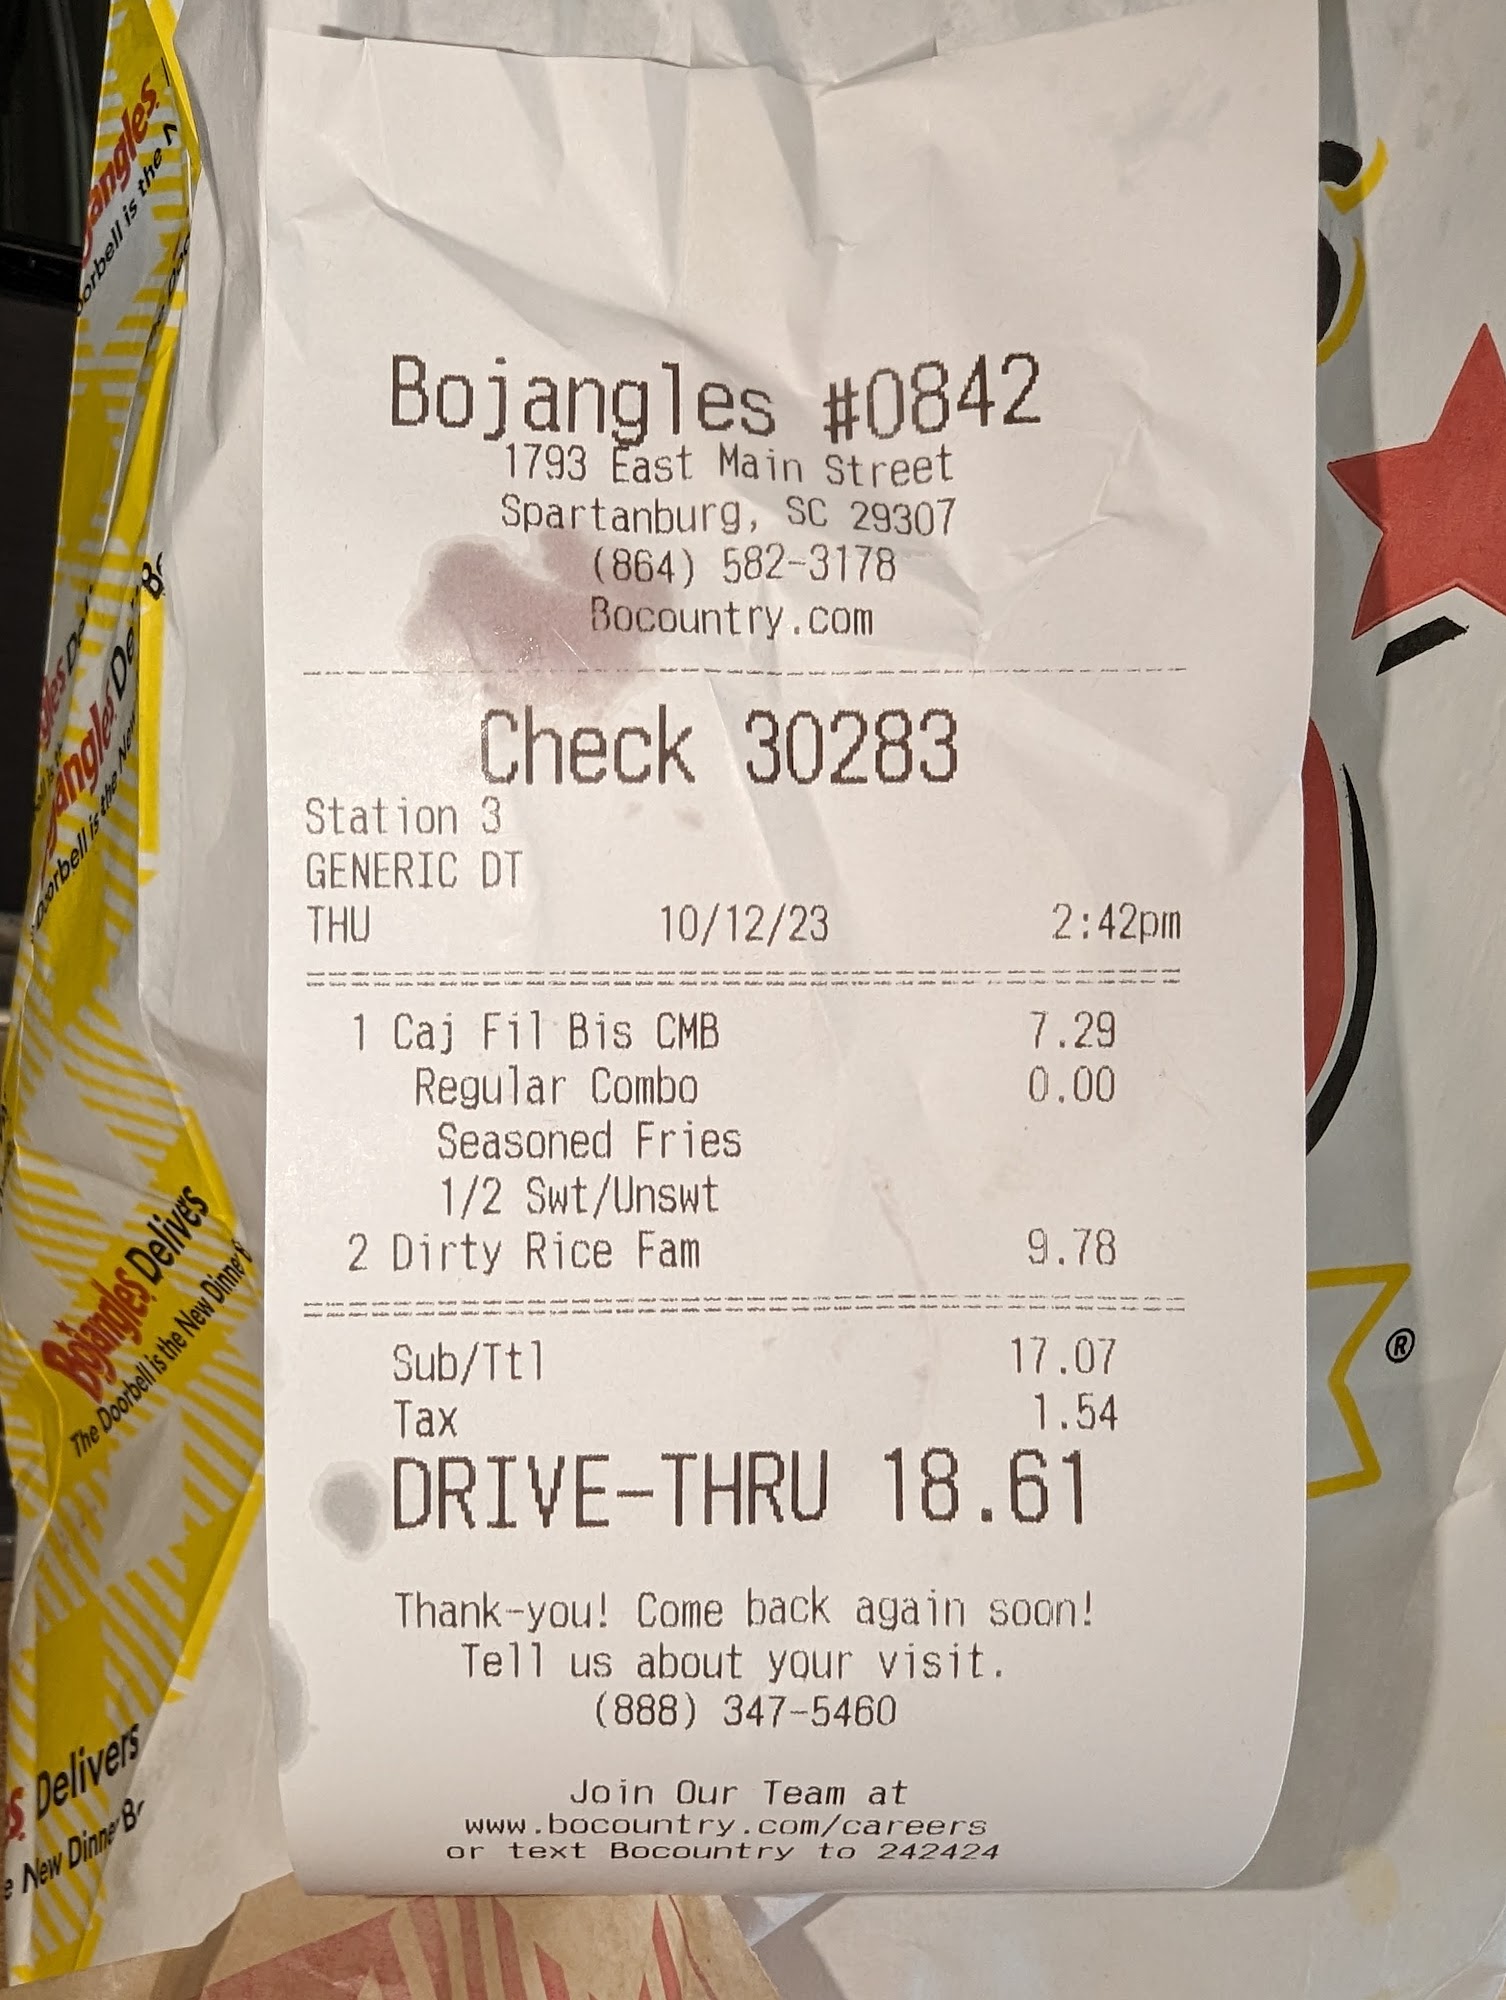 Bojangles #0842
1793 East Main Street
Spartanburg, SC 29307
(864) 582-3178
Bocountry.com
Check 30283
Station 3
GENERIC DT
THU 10/12/23 2:42pm
1 Caj Fil Bis CMB 7.29
Regular Combo 0.00
Seasoned Fries
1/2 Swt/Unswt
2 Dirty Rice Fam 9.78
Sub/Ttl 17.07
Tax 1.54
DRIVE-THRU 18.61
Thank-you! Come back again soon!
Tell us about your visit.
(888) 347-5460
Join Our Team at
www.bocountry.com/careers
or text Bocountry to 242424
Bojangles Delivers
The Doorbell is the New Dinner B
Delivers
New Dinner B
®